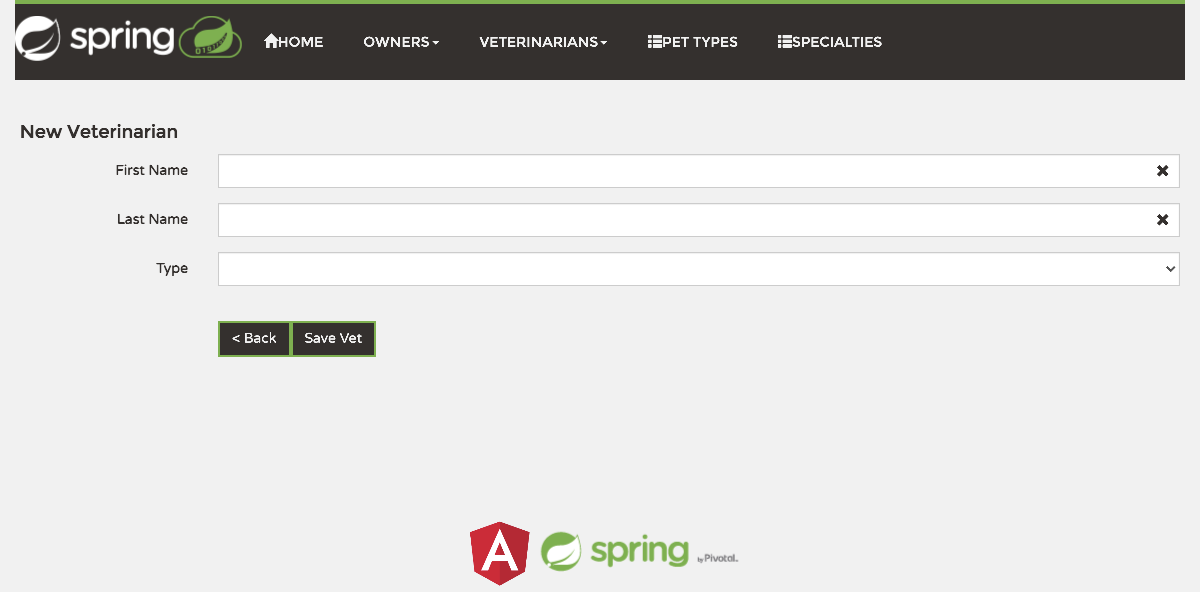 spring HOME OWNERS VETERINARIANS PET TYPES SPECIALTIES
New Veterinarian
First Name
Last Name
Type
< Back Save Vet
A spring by Pivotal.